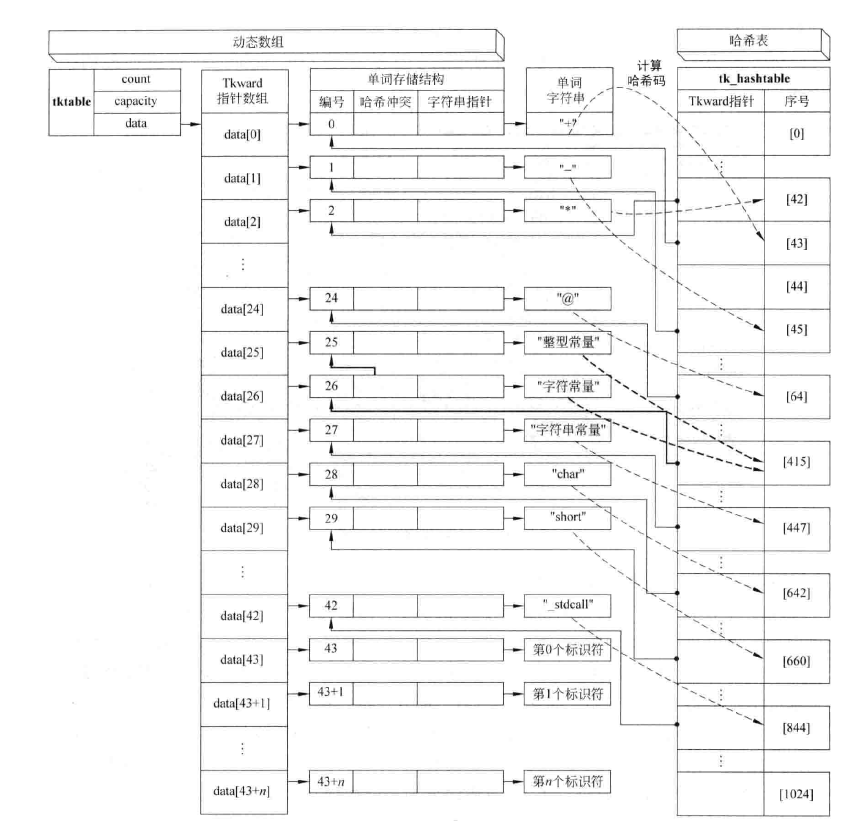 动态数组
哈希表
tktable
count
capacity
data
Tkward
指针数组
单词存储结构
编号 哈希冲突 字符串指针
单词
字符串
计算
哈希码
tk_hashtable
Tkward指针 序号
data[0]
0
"+?
[0]
data[1]
1
"-"
[42]
data[2]
2
"*"
[43]
[44]
data[24]
24
"@"
[45]
data[25]
25
"整型常量"
data[26]
26
"字符常量"
[64]
data[27]
27
"字符串常量"
[415]
data[28]
28
"char"
data[29]
29
"short"
[447]
[642]
data[42]
42
"_stdcall"
data[43]
43
第0个标识符
[660]
data[43+1]
43+1
第1个标识符
[844]
data[43+n]
43+n
第n个标识符
[1024]